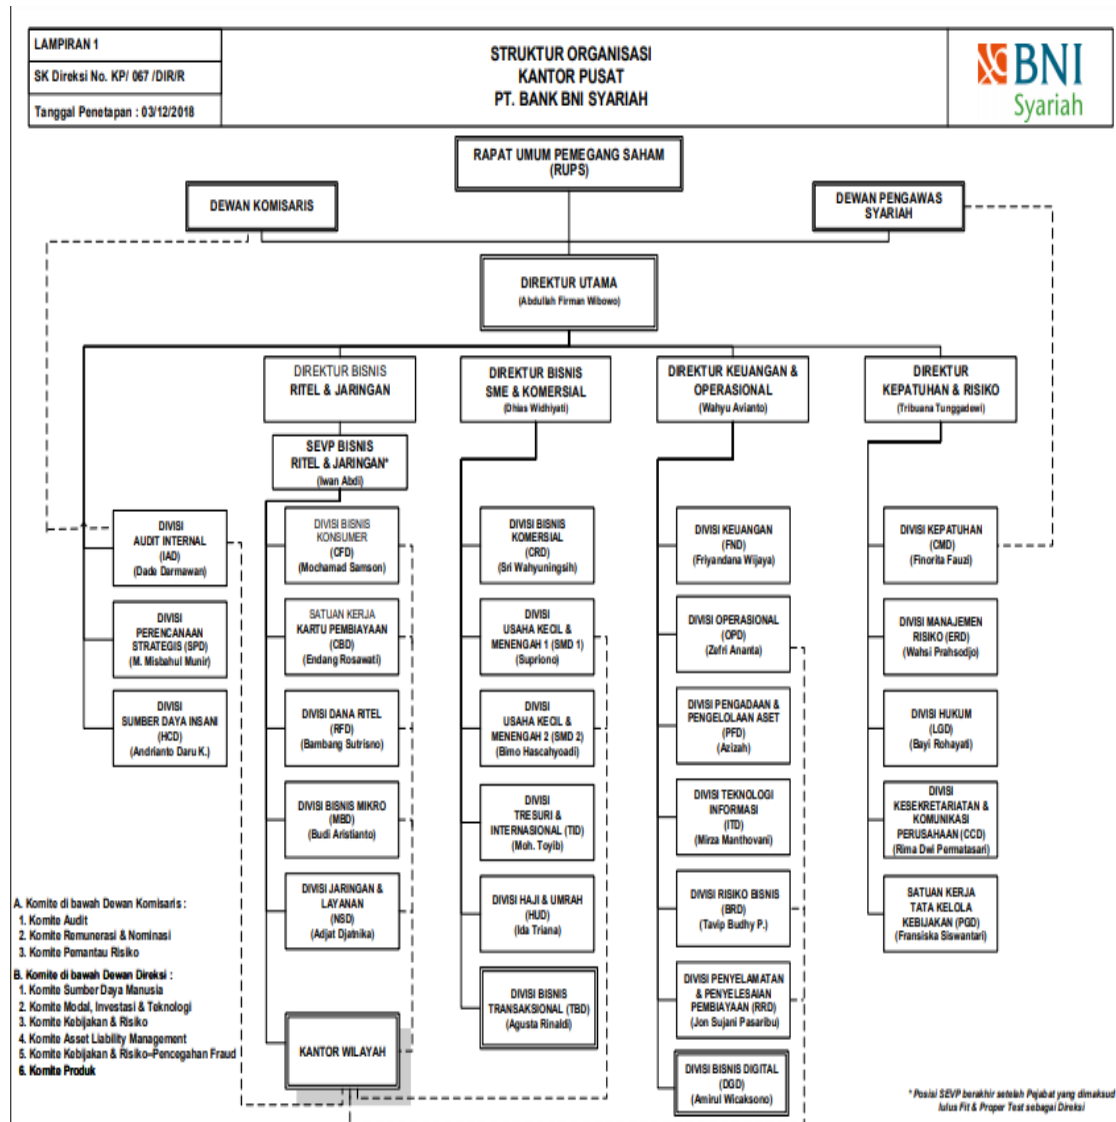 LAMPIRAN 1
SK Direksi No. KP/ 067 /DIR/R
Tanggal Penetapan : 03/12/2018
STRUKTUR ORGANISASI
KANTOR PUSAT
PT. BANK BNI SYARIAH
BNI
Syariah
RAPAT UMUM PEMEGANG SAHAM
(RUPS)
DEWAN KOMISARIS
DEWAN PENGAWAS
SYARIAH
DIREKTUR UTAMA
(Abdullah Firman Wibowo)
DIREKTUR BISNIS
RITEL & JARINGAN
DIREKTUR BISNIS
SME & KOMERSIAL
(Dhias Widhiyati)
DIREKTUR KEUANGAN &
OPERASIONAL
(Wahyu Avianto)
DIREKTUR
KEPATUHAN & RISIKO
(Tribuana Tunggadewi)
SEVP BISNIS
RITEL & JARINGAN*
(Iwan Abdi)
DIVISI
AUDIT INTERNAL
(IAD)
(Dade Darmawan)
DIVISI
PERENCANAAN
STRATEGIS (SPD)
(M. Misbahul Munir)
DIVISI
SUMBER DAYA INSANI
(HCD)
(Andrianto Daru K.)
DIVISI BISNIS
KONSUMER
(CFD)
(Mochamad Samson)
SATUAN KERJA
KARTU PEMBIAYAAN
(CBD)
(Endang Rosawati)
DIVISI DANA RITEL
(RFD)
(Bambang Sutrisno)
DIVISI BISNIS MIKRO
(MBD)
(Budi Aristianto)
DIVISI JARINGAN &
LAYANAN
(NSD)
(Adjat Djatnika)
KANTOR WILAYAH
DIVISI BISNIS
KOMERSIAL
(CRD)
(Sri Wahyuningsih)
DIVISI
USAHA KECIL &
MENENGAH 1 (SMD 1)
(Supriono)
DIVISI
USAHA KECIL &
MENENGAH 2 (SMD 2)
(Bimo Hascahyoadi)
DIVISI
TRESURI &
INTERNASIONAL (TID)
(Moh. Toyib)
DIVISI HAJI & UMRAH
(HUD)
(Ida Triana)
DIVISI BISNIS
TRANSAKSIONAL (TBD)
(Agusta Rinaldi)
DIVISI KEUANGAN
(FND)
(Friyandana Wijaya)
DIVISI OPERASIONAL
(OPD)
(Zefri Ananta)
DIVISI PENGADAAN &
PENGELOLAAN ASET
(PFD)
(Azizah)
DIVISI TEKNOLOGI
INFORMASI
(ITD)
(Mirza Manthovani)
DIVISI RISIKO BISNIS
(BRD)
(Tavip Budhy P.)
DIVISI PENYELAMATAN
& PENYELESAIAN
PEMBIAYAAN (RRD)
(Jon Sujani Pasaribu)
DIVISI BISNIS DIGITAL
(DGD)
(Amirul Wicaksono)
DIVISI KEPATUHAN
(CMD)
(Finorita Fauzi)
DIVISI MANAJEMEN
RISIKO (ERD)
(Wahsi Prahsodjo)
DIVISI HUKUM
(LGD)
(Bayi Rohayati)
DIVISI
KESEKRETARIATAN &
KOMUNIKASI
PERUSAHAAN (CCD)
(Rima Dwi Permatasari)
SATUAN KERJA
TATA KELOLA
KEBIJAKAN (PGD)
(Fransiska Siswantari)
A. Komite di bawah Dewan Komisaris :
1. Komite Audit
2. Komite Remunerasi & Nominasi
3. Komite Pemantau Risiko
B. Komite di bawah Dewan Direksi :
1. Komite Sumber Daya Manusia
2. Komite Modal, Investasi & Teknologi
3. Komite Kebijakan & Risiko
4. Komite Asset Liability Management
5. Komite Kebijakan & Risiko–Pencegahan Fraud
6. Komite Produk
* Posisi SEVP berakhir setelah Pejabat yang dimaksud
lulus Fit & Proper Test sebagai Direksi